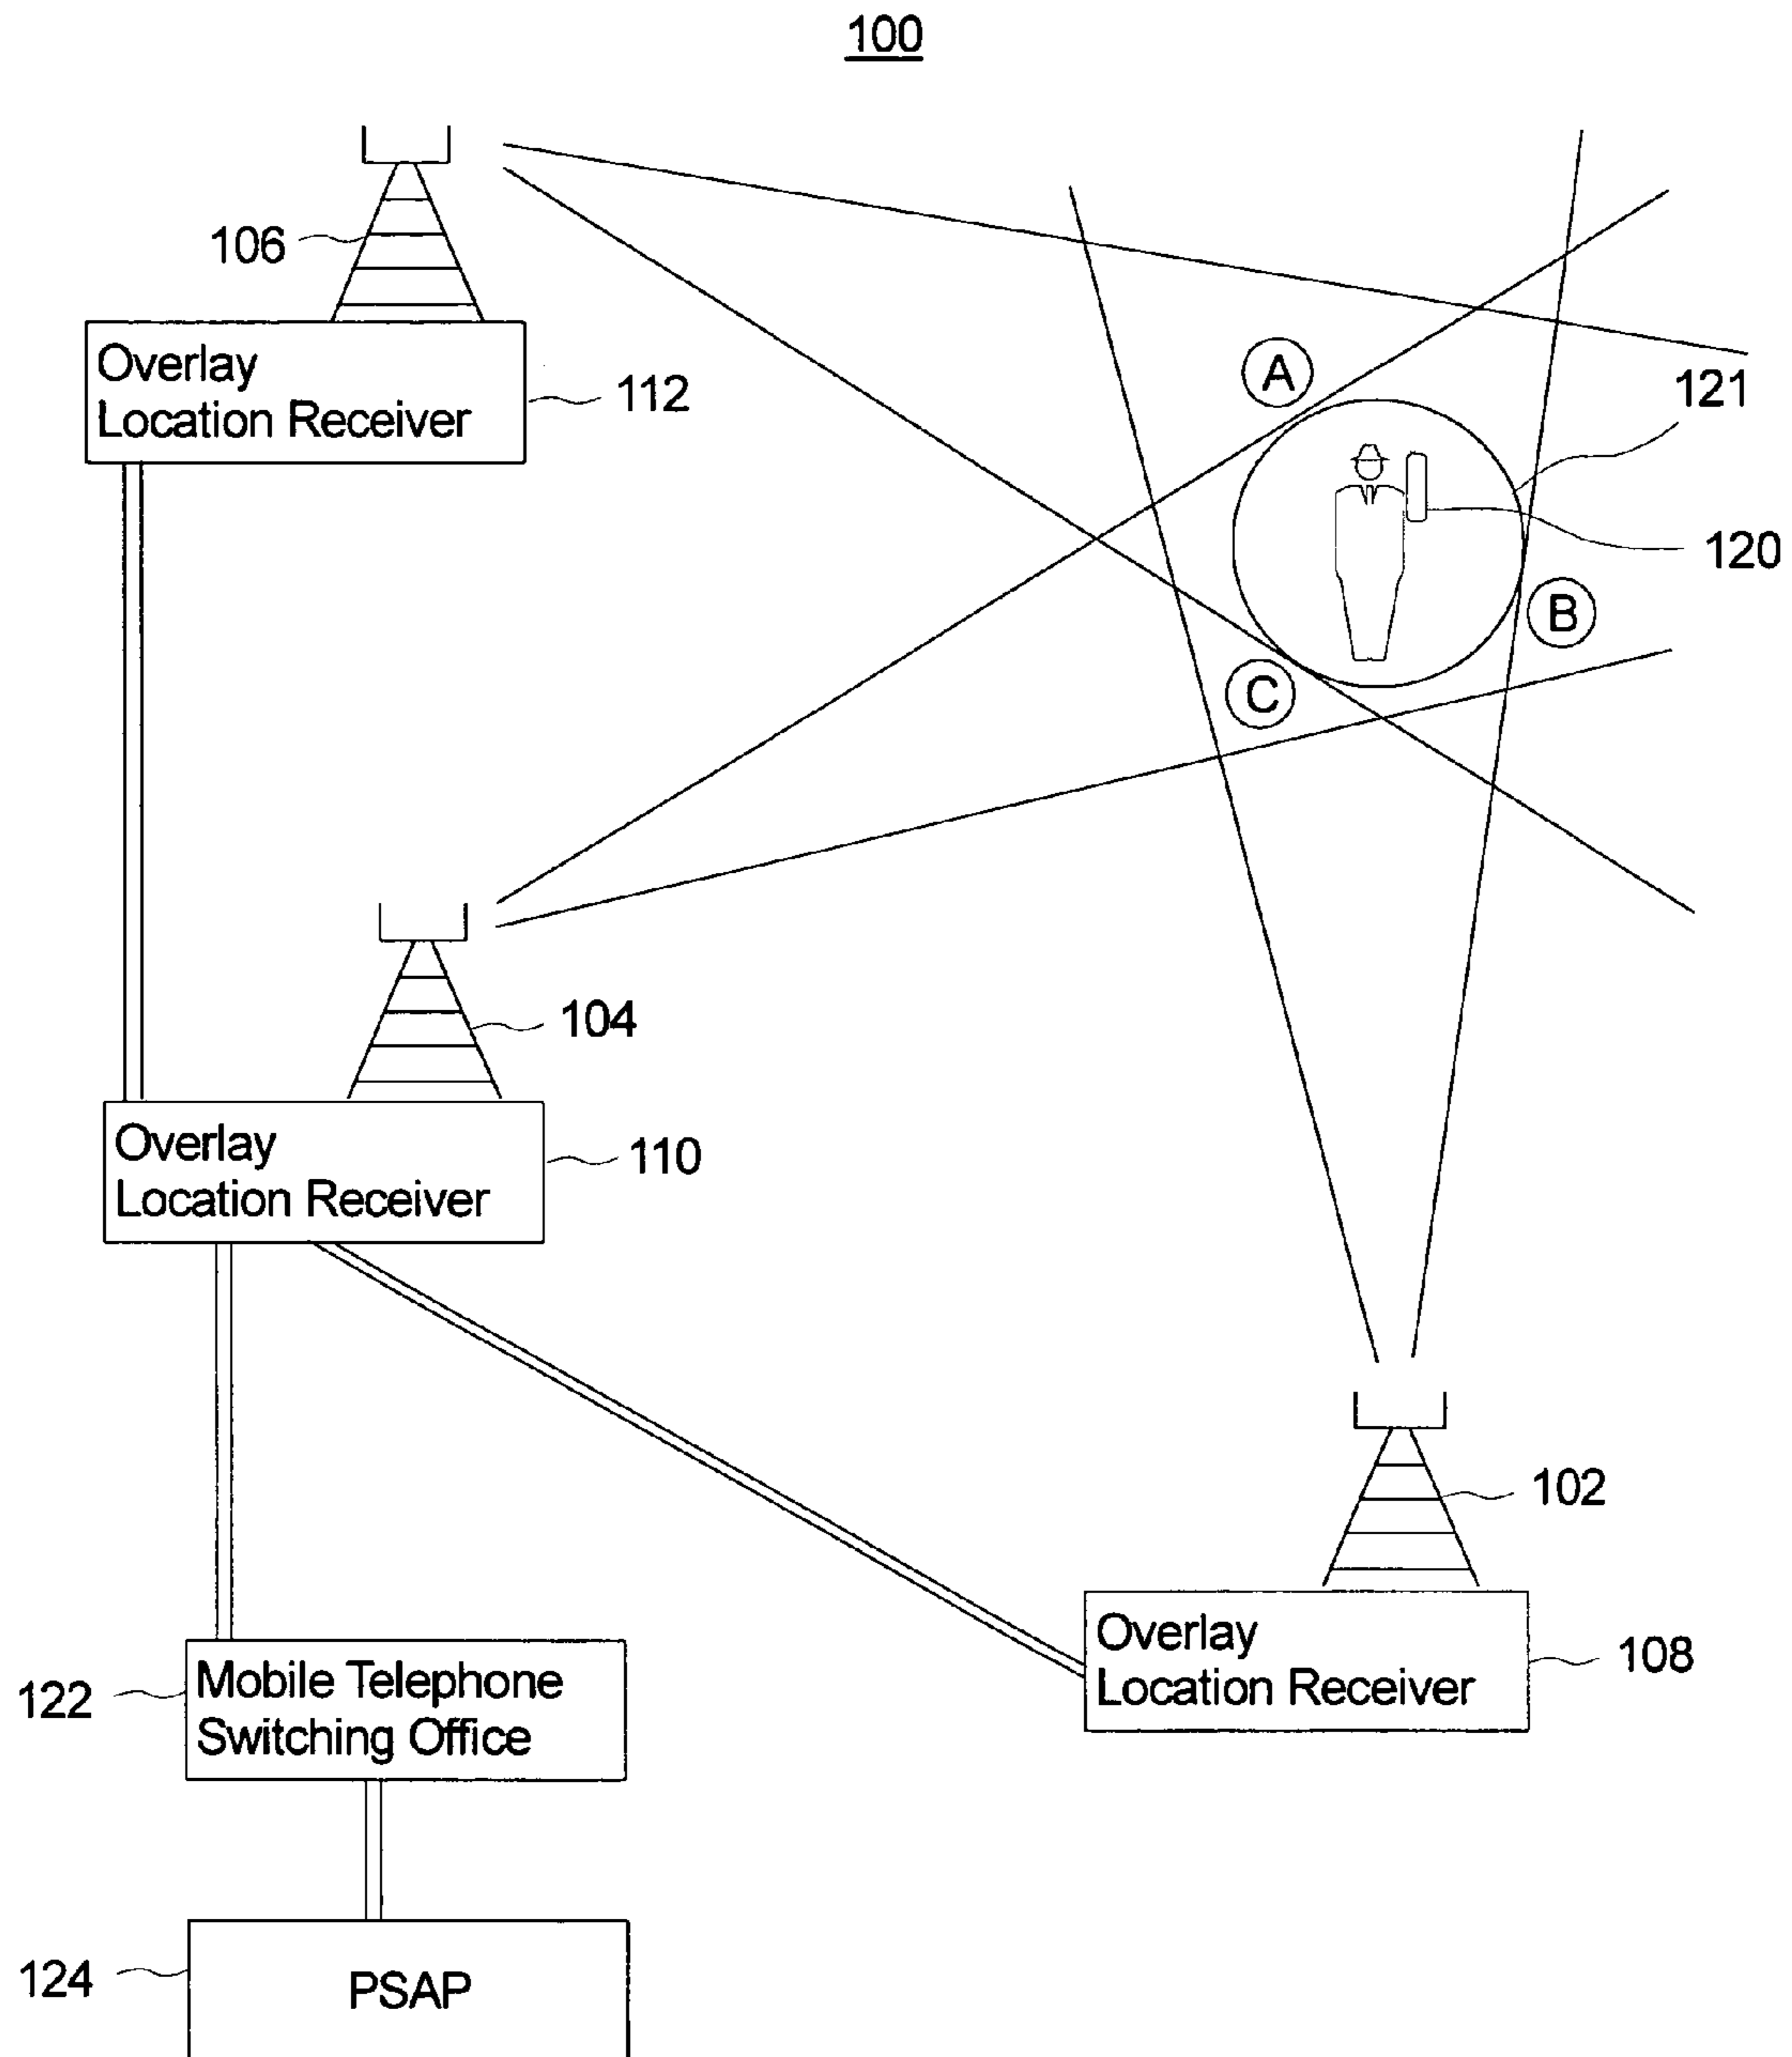 100
106
Overlay
Location Receiver
112
A
121
120
B
C
104
Overlay
Location Receiver
110
102
Overlay
Location Receiver
108
122
Mobile Telephone
Switching Office
124
PSAP